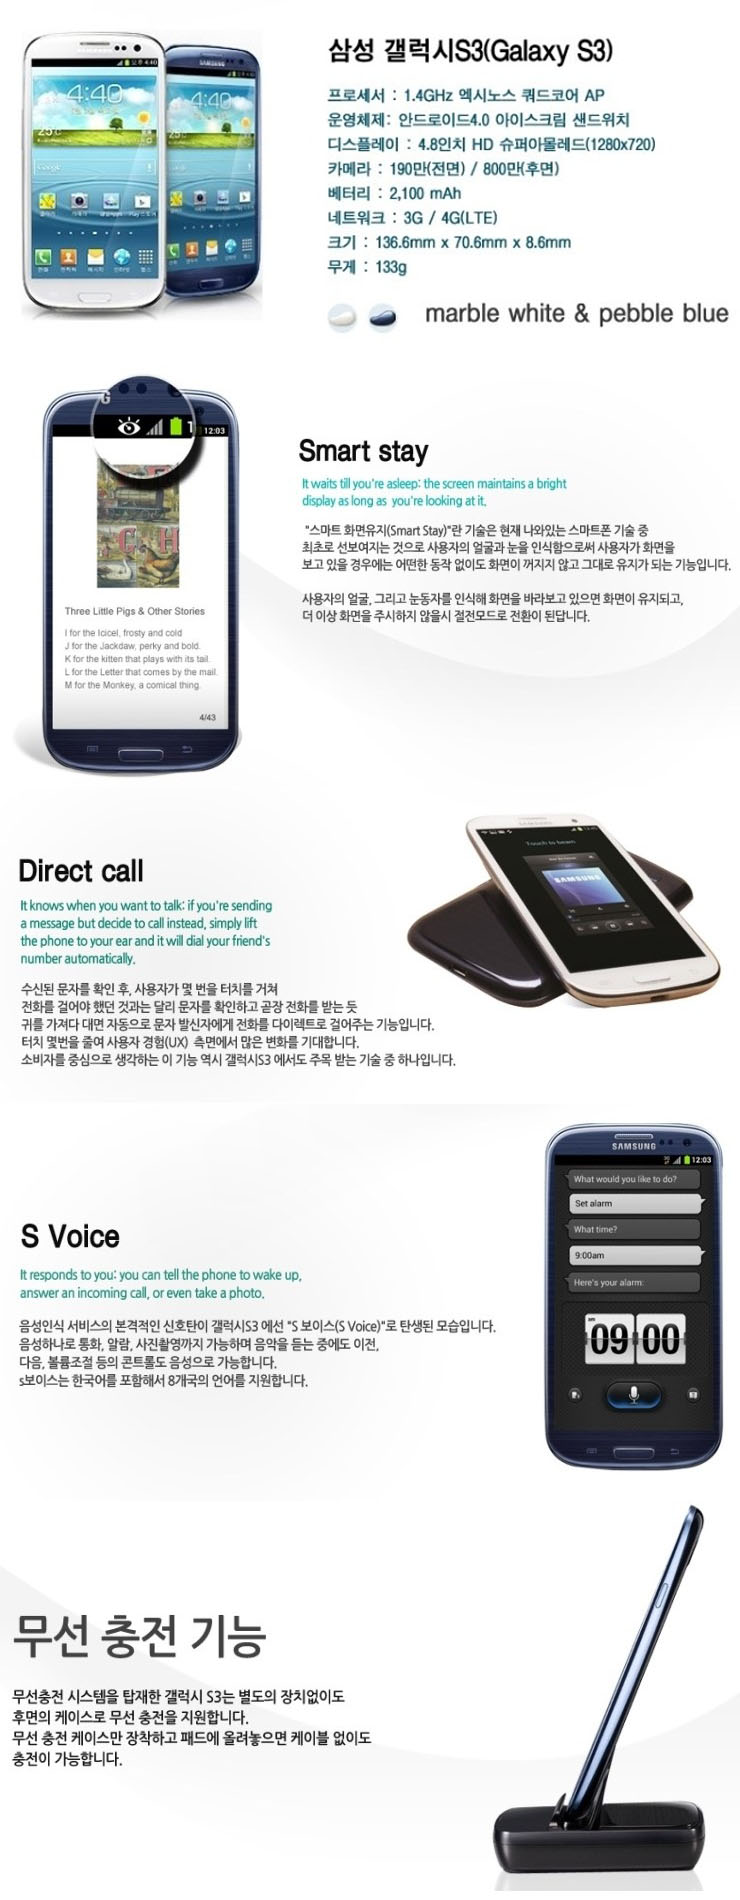 삼성 갤럭시S3(Galaxy S3)
프로세서 : 1.4GHz 엑시노스 쿼드코어 AP
운영체제: 안드로이드4.0 아이스크림 샌드위치
디스플레이 : 4.8인치 HD 슈퍼아몰레드(1280x720)
카메라 : 190만(전면) / 800만(후면)
베터리 : 2,100 mAh
네트워크 : 3G / 4G(LTE)
크기 : 136.6mm x 70.6mm x 8.6mm
무게 : 133g
marble white & pebble blue
4:40
4:40
12:03
Three Little Pigs & Other Stories
I for the Icicel, frosty and cold
J for the Jackdaw, perky and bold.
K for the kitten that plays with its tail.
L for the Letter that comes by the mail.
M for the Monkey, a comical thing.
4/43
Smart stay
It waits till you're asleep: the screen maintains a bright
display as long as you're looking at it.
"스마트 화면유지(Smart Stay)"란 기술은 현재 나와있는 스마트폰 기술 중
최초로 선보여지는 것으로 사용자의 얼굴과 눈을 인식함으로써 사용자가 화면을
보고 있을 경우에는 어떠한 동작 없이도 화면이 꺼지지 않고 그대로 유지가 되는 기능입니다.
사용자의 얼굴, 그리고 눈동자를 인식해 화면을 바라보고 있으면 화면이 유지되고,
더 이상 화면을 주시하지 않을시 절전모드로 전환이 된답니다.
Direct call
It knows when you want to talk: if you're sending
a message but decide to call instead, simply lift
the phone to your ear and it will dial your friend's
number automatically.
수신된 문자를 확인 후, 사용자가 몇 번을 터치를 거쳐
전화를 걸어야 했던 것과는 달리 문자를 확인하고 곧장 전화를 받는 듯
귀를 가져다 대면 자동으로 문자 발신자에게 전화를 다이렉트로 걸어주는 기능입니다.
터치 몇번을 줄여 사용자 경험(UX) 측면에서 많은 변화를 기대합니다.
소비자를 중심으로 생각하는 이 기능 역시 갤럭시S3 에서도 주목 받는 기술 중 하나입니다.
Touch to beam
SAMSUNG
S Voice
It responds to you: you can tell the phone to wake up,
answer an incoming call, or even take a photo.
음성인식 서비스의 본격적인 신호탄이 갤럭시S3 에선 "S 보이스(S Voice)"로 탄생된 모습입니다.
음성하나로 통화, 알람, 사진촬영까지 가능하며 음악을 듣는 중에도 이전,
다음, 볼륨조절 등의 콘트롤도 음성으로 가능합니다.
s보이스는 한국어를 포함해서 8개국의 언어를 지원합니다.
SAMSUNG
12:03
What would you like to do?
Set alarm
What time?
9:00am
Here's your alarm:
am
09 00
무선 충전 기능
무선충전 시스템을 탑재한 갤럭시 S3는 별도의 장치없이도
후면의 케이스로 무선 충전을 지원합니다.
무선 충전 케이스만 장착하고 패드에 올려놓으면 케이블 없이도
충전이 가능합니다.